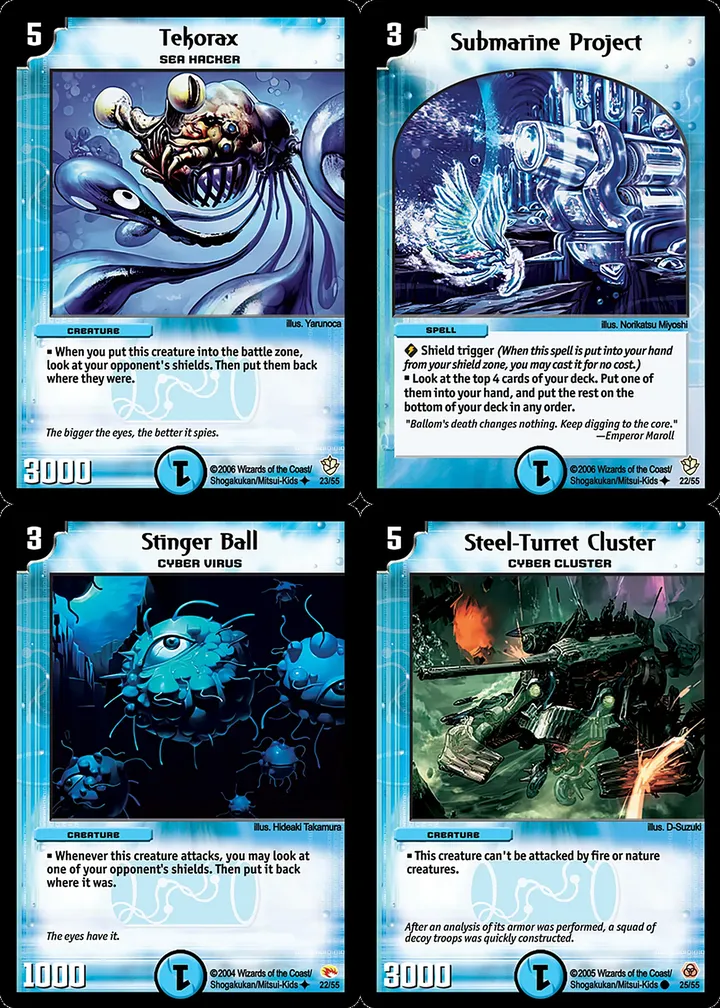 5
Tekorax
SEA HACKER
illus. Yarunoca
CREATURE
▪ When you put this creature into the battle zone,
look at your opponent's shields. Then put them back
where they were.
The bigger the eyes, the better it spies.
3000
1
©2006 Wizards of the Coast/
Shogakukan/Mitsui-Kids ✦ 23/55
3
Submarine Project
illus. Norikatsu Miyoshi
SPELL
Shield trigger (When this spell is put into your hand
from your shield zone, you may cast it for no cost.)
▪ Look at the top 4 cards of your deck. Put one of
them into your hand, and put the rest on the
bottom of your deck in any order.
"Ballom's death changes nothing. Keep digging to the core."
—Emperor Maroll
1
©2006 Wizards of the Coast/
Shogakukan/Mitsui-Kids ✦ 22/55
3
Stinger Ball
CYBER VIRUS
illus. Hideaki Takamura
CREATURE
▪ Whenever this creature attacks, you may look at
one of your opponent's shields. Then put it back
where it was.
The eyes have it.
1000
1
©2004 Wizards of the Coast/
Shogakukan/Mitsui-Kids ✦ 22/55
5
Steel-Turret Cluster
CYBER CLUSTER
illus. D-Suzuki
CREATURE
▪ This creature can't be attacked by fire or nature
creatures.
After an analysis of its armor was performed, a squad of
decoy troops was quickly constructed.
3000
1
©2005 Wizards of the Coast/
Shogakukan/Mitsui-Kids ● 25/55